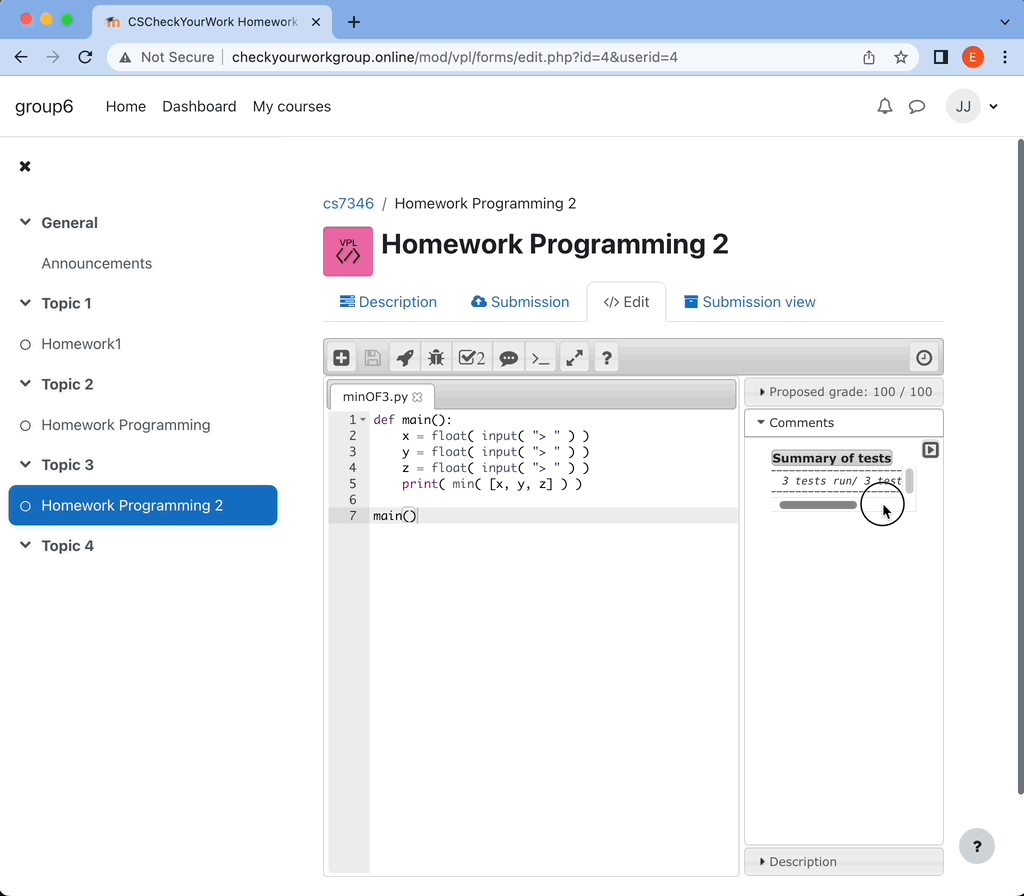 CSCheckYourWork Homework
Not Secure
checkyourworkgroup.online/mod/vpl/forms/edit.php?id=4&userid=4
E
group6
Home
Dashboard
My courses
JJ
General
Announcements
Topic 1
Homework1
Topic 2
Homework Programming
Topic 3
Homework Programming 2
Topic 4
cs7346 / Homework Programming 2
VPL
Homework Programming 2
Description
Submission
</> Edit
Submission view
2
?
minOF3.py
1 def main():
2 x = float( input( "> " ) )
3 y = float( input( "> " ) )
4 z = float( input( "> " ) )
5 print( min( [x, y, z] ) )
6
7 main()
Proposed grade: 100 / 100
Comments
Summary of tests
3 tests run/ 3 test
Description
?